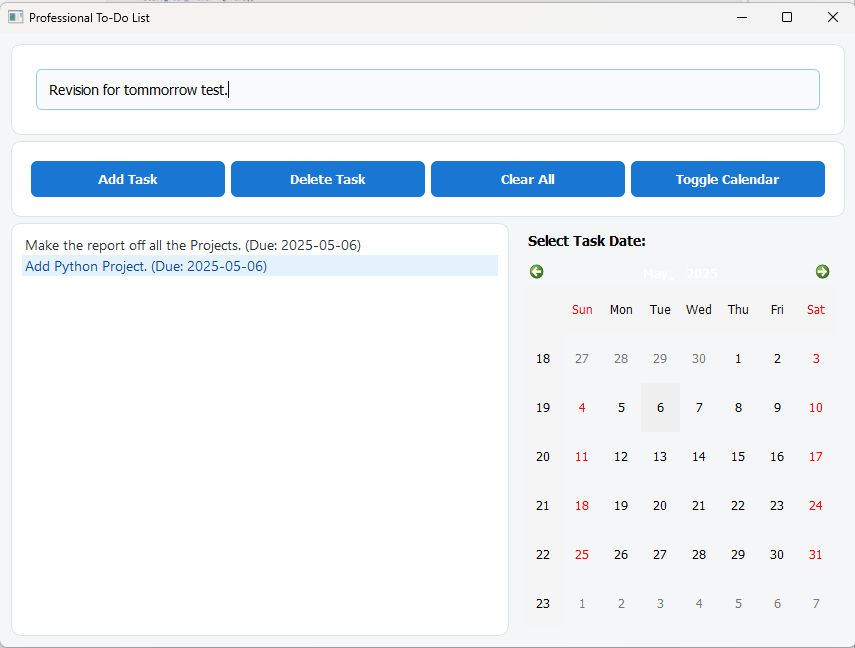 Professional To-Do List
Revision for tommorrow test.
Add Task Delete Task Clear All Toggle Calendar
Make the report off all the Projects. (Due: 2025-05-06)
Add Python Project. (Due: 2025-05-06)
Select Task Date:
May, 2025
Sun Mon Tue Wed Thu Fri Sat
18 27 28 29 30 1 2 3
19 4 5 6 7 8 9 10
20 11 12 13 14 15 16 17
21 18 19 20 21 22 23 24
22 25 26 27 28 29 30 31
23 1 2 3 4 5 6 7